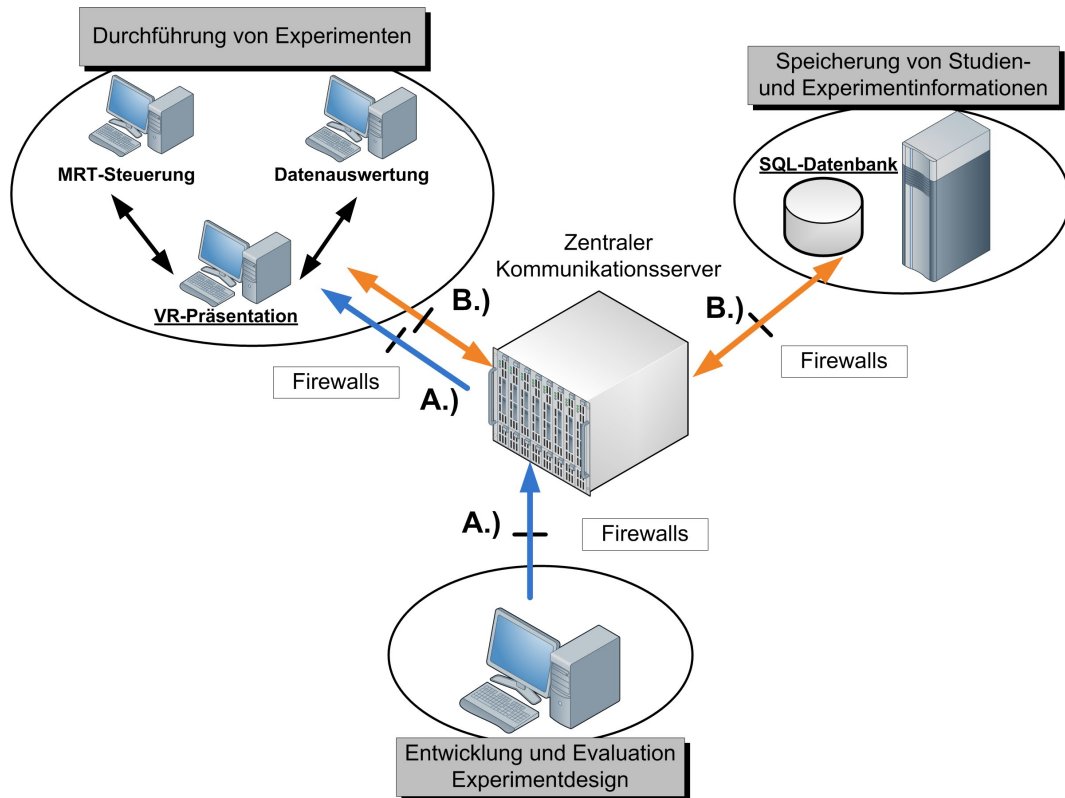 Durchführung von Experimenten
Speicherung von Studien-
und Experimentinformationen
MRT-Steuerung
Datenauswertung
SQL-Datenbank
VR-Präsentation
Zentraler
Kommunikationsserver
B.)
B.)
Firewalls
Firewalls
A.)
A.)
Firewalls
Entwicklung und Evaluation
Experimentdesign